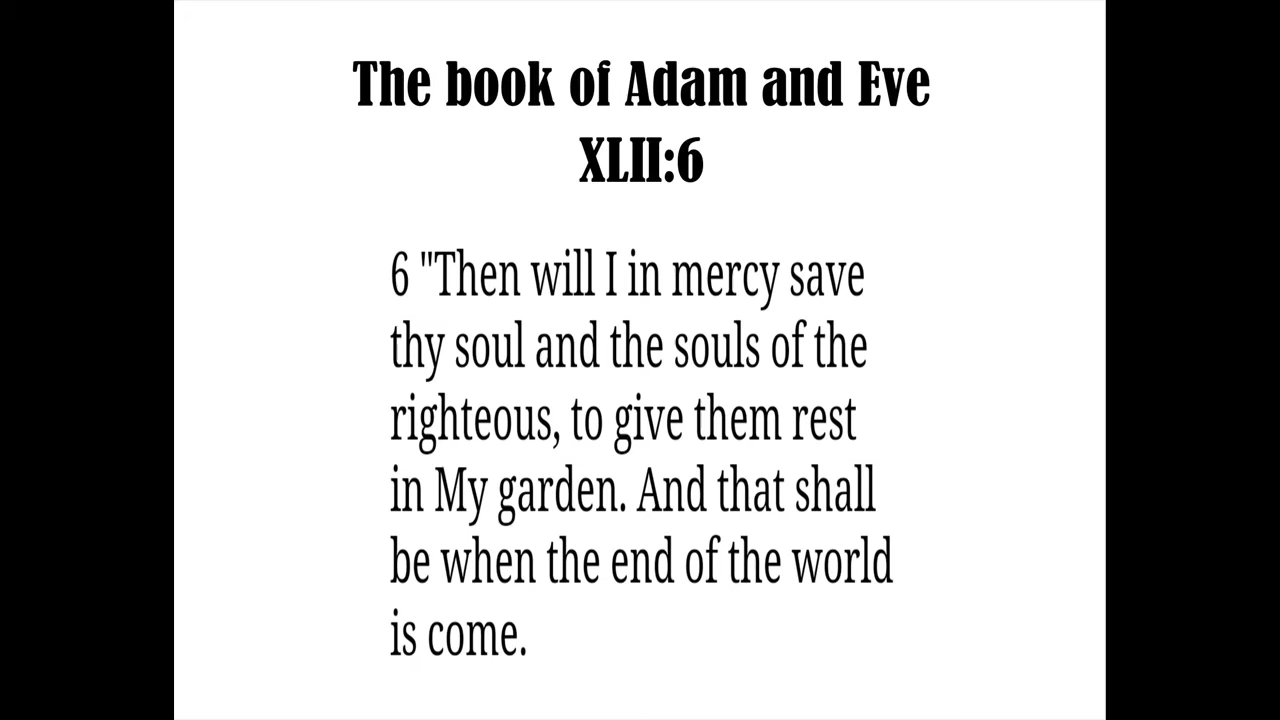 The book of Adam and Eve
XLII:6
6 "Then will I in mercy save
thy soul and the souls of the
righteous, to give them rest
in My garden. And that shall
be when the end of the world
is come.